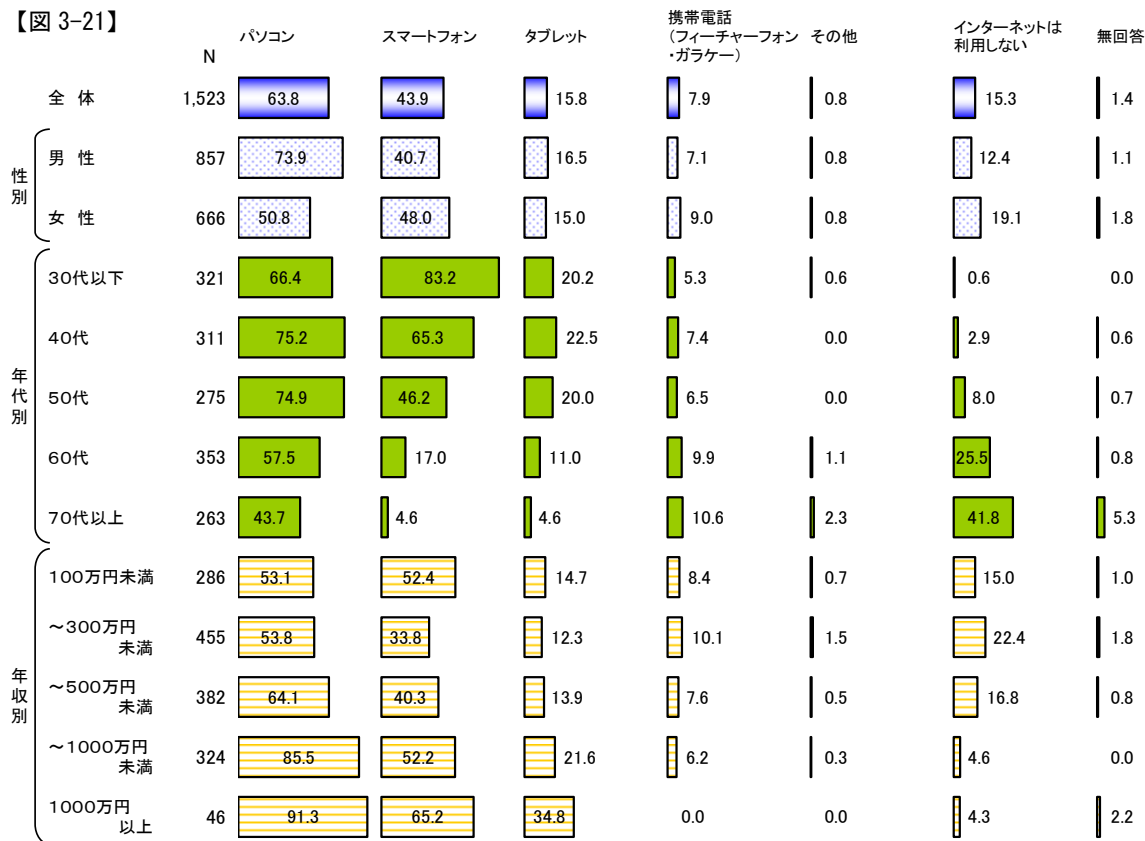 【図 3-21】
N
パソコン
スマートフォン
タブレット
携帯電話
(フィーチャーフォン
・ガラケー)
その他
インターネットは
利用しない
無回答
全 体 1,523 63.8 43.9 15.8 7.9 0.8 15.3 1.4
性別
男 性 857 73.9 40.7 16.5 7.1 0.8 12.4 1.1
女 性 666 50.8 48.0 15.0 9.0 0.8 19.1 1.8
年代別
30代以下 321 66.4 83.2 20.2 5.3 0.6 0.6 0.0
40代 311 75.2 65.3 22.5 7.4 0.0 2.9 0.6
50代 275 74.9 46.2 20.0 6.5 0.0 8.0 0.7
60代 353 57.5 17.0 11.0 9.9 1.1 25.5 0.8
70代以上 263 43.7 4.6 4.6 10.6 2.3 41.8 5.3
年収別
100万円未満 286 53.1 52.4 14.7 8.4 0.7 15.0 1.0
～300万円
未満 455 53.8 33.8 12.3 10.1 1.5 22.4 1.8
～500万円
未満 382 64.1 40.3 13.9 7.6 0.5 16.8 0.8
～1000万円
未満 324 85.5 52.2 21.6 6.2 0.3 4.6 0.0
1000万円
以上 46 91.3 65.2 34.8 0.0 0.0 4.3 2.2